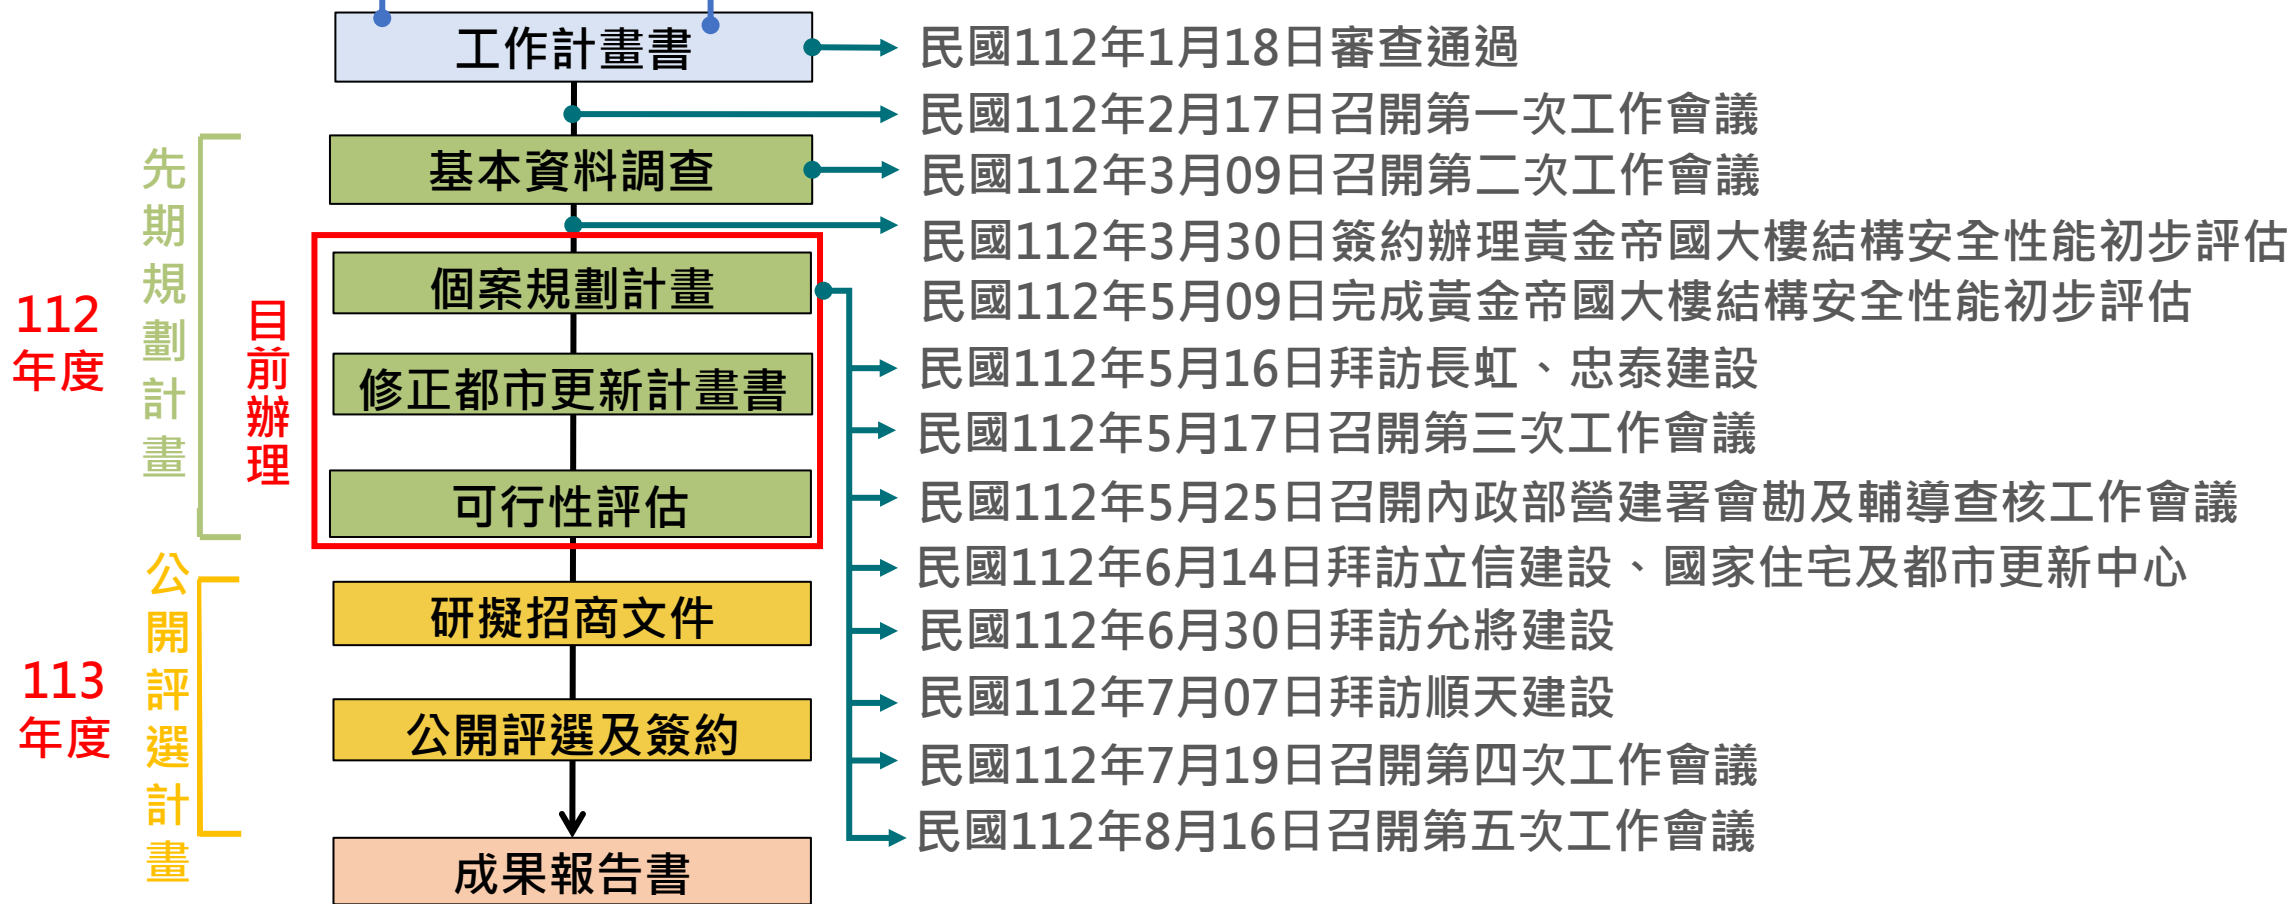 工作計畫書
民國112年1月18日審查通過
民國112年2月17日召開第一次工作會議
基本資料調查
民國112年3月09日召開第二次工作會議
民國112年3月30日簽約辦理黃金帝國大樓結構安全性能初步評估
個案規劃計畫
民國112年5月09日完成黃金帝國大樓結構安全性能初步評估
修正都市更新計畫書
民國112年5月16日拜訪長虹、忠泰建設
民國112年5月17日召開第三次工作會議
可行性評估
民國112年5月25日召開內政部營建署會勘及輔導查核工作會議
民國112年6月14日拜訪立信建設、國家住宅及都市更新中心
研擬招商文件
民國112年6月30日拜訪允將建設
公開評選及簽約
民國112年7月07日拜訪順天建設
民國112年7月19日召開第四次工作會議
民國112年8月16日召開第五次工作會議
成果報告書
112
年度
先期規劃計畫
目前辦理
113
年度
公開評選計畫